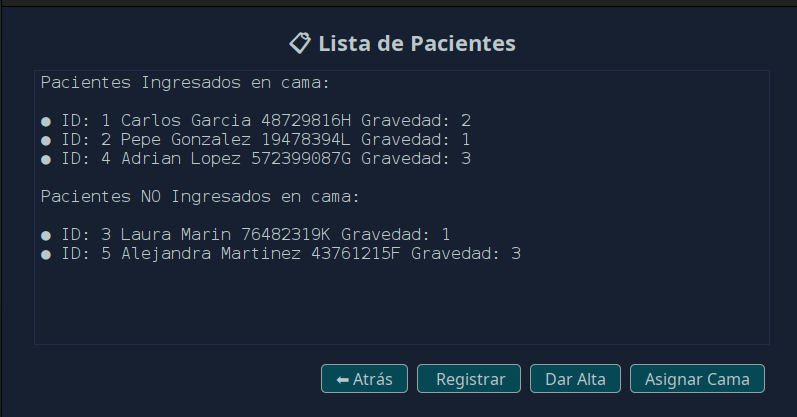 📋 Lista de Pacientes
Pacientes Ingresados en cama:
● ID: 1 Carlos Garcia 48729816H Gravedad: 2
● ID: 2 Pepe Gonzalez 19478394L Gravedad: 1
● ID: 4 Adrian Lopez 572399087G Gravedad: 3
Pacientes NO Ingresados en cama:
● ID: 3 Laura Marin 76482319K Gravedad: 1
● ID: 5 Alejandra Martinez 43761215F Gravedad: 3
⬅ Atrás
Registrar
Dar Alta
Asignar Cama